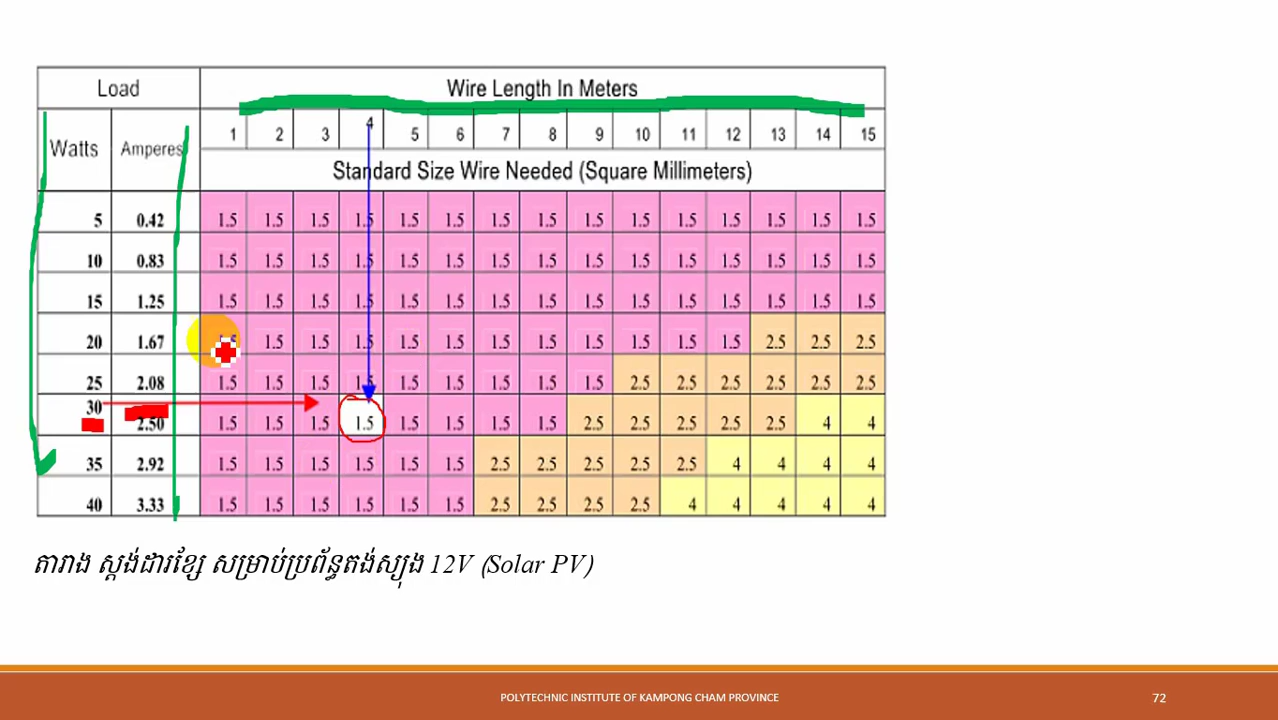 Load Wire Length In Meters
Watts Amperes 1 2 3 4 5 6 7 8 9 10 11 12 13 14 15
Standard Size Wire Needed (Square Millimeters)
5 0.42 1.5 1.5 1.5 1.5 1.5 1.5 1.5 1.5 1.5 1.5 1.5 1.5 1.5 1.5 1.5
10 0.83 1.5 1.5 1.5 1.5 1.5 1.5 1.5 1.5 1.5 1.5 1.5 1.5 1.5 1.5 1.5
15 1.25 1.5 1.5 1.5 1.5 1.5 1.5 1.5 1.5 1.5 1.5 1.5 1.5 1.5 1.5 1.5
20 1.67 1.5 1.5 1.5 1.5 1.5 1.5 1.5 1.5 1.5 1.5 1.5 2.5 2.5 2.5
25 2.08 1.5 1.5 1.5 1.5 1.5 1.5 1.5 1.5 1.5 2.5 2.5 2.5 2.5 2.5 2.5
30 2.50 1.5 1.5 1.5 1.5 1.5 1.5 1.5 1.5 2.5 2.5 2.5 2.5 2.5 4 4
35 2.92 1.5 1.5 1.5 1.5 1.5 1.5 2.5 2.5 2.5 2.5 2.5 4 4 4 4
40 3.33 1.5 1.5 1.5 1.5 1.5 1.5 2.5 2.5 2.5 2.5 4 4 4 4 4
តារាង ស្តង់ដារខ្សែ សម្រាប់ប្រព័ន្ធតង់ស្យុង 12V (Solar PV)
POLYTECHNIC INSTITUTE OF KAMPONG CHAM PROVINCE 72